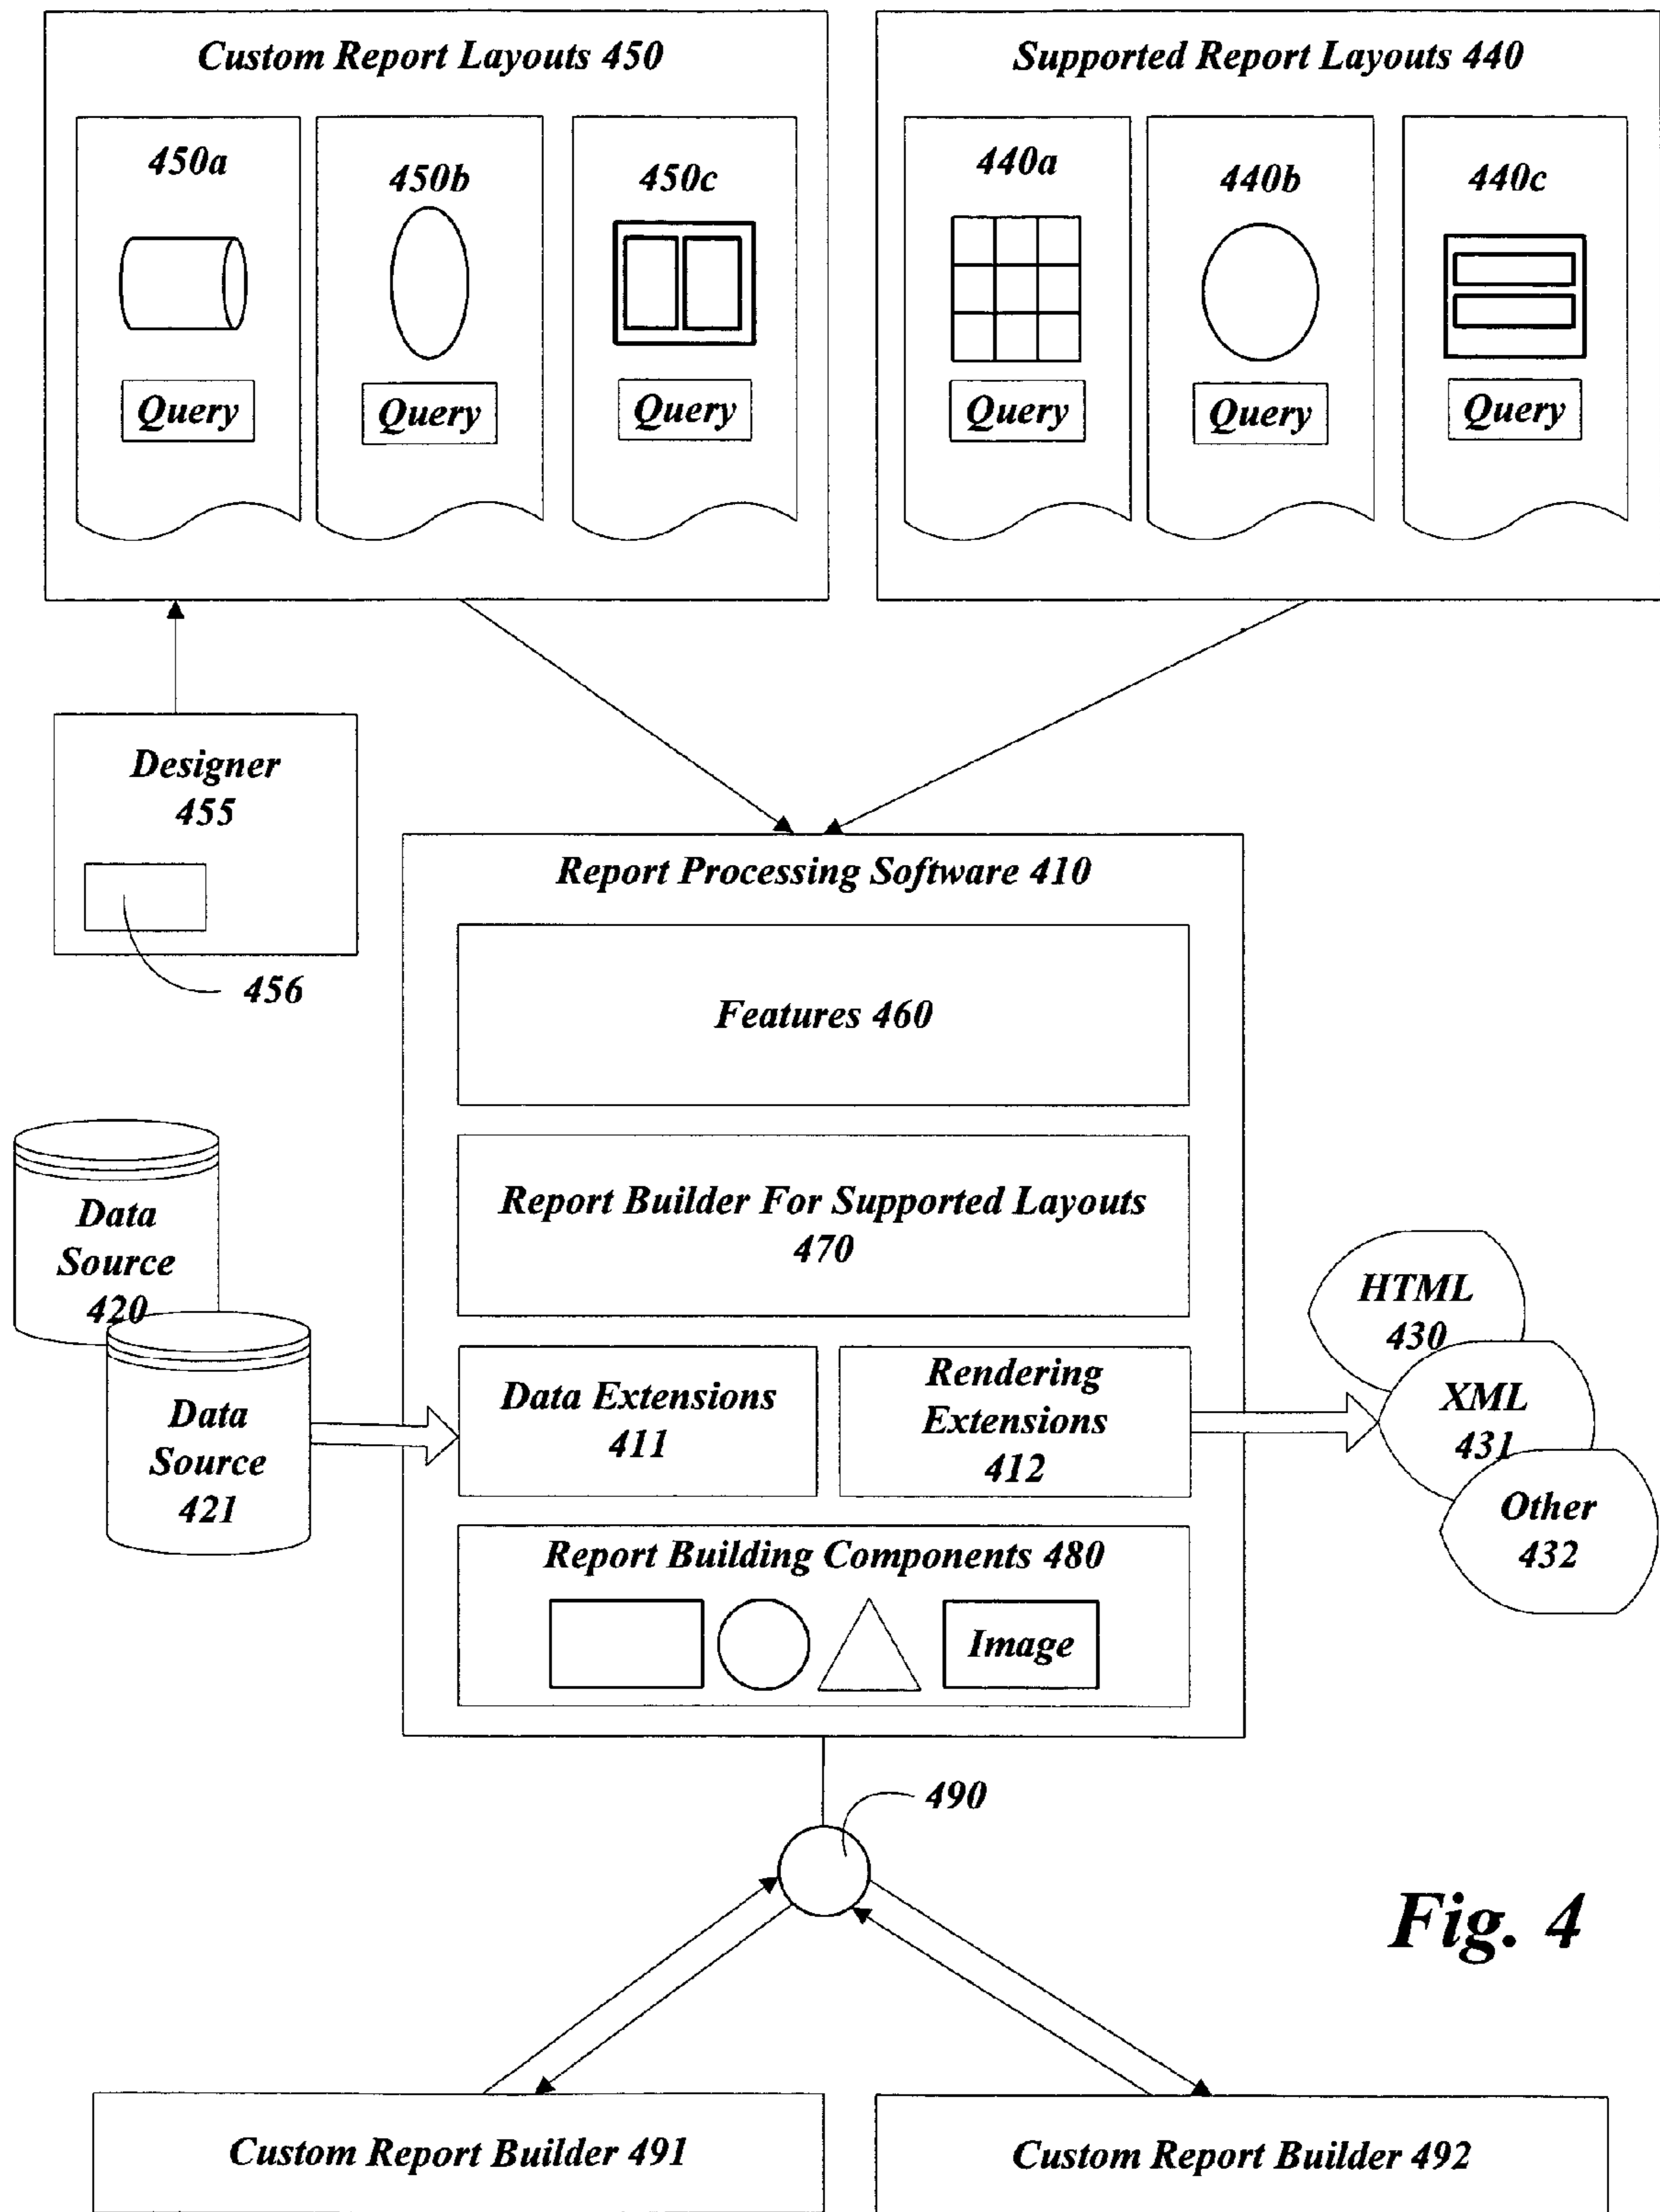 Custom Report Layouts 450
450a
450b
450c
Query
Query
Query
Supported Report Layouts 440
440a
440b
440c
Query
Query
Query
Designer
455
456
Report Processing Software 410
Features 460
Report Builder For Supported Layouts
470
Data
Source
420
Data
Source
421
Data Extensions
411
Rendering
Extensions
412
HTML
430
XML
431
Other
432
Report Building Components 480
Image
490
Fig. 4
Custom Report Builder 491
Custom Report Builder 492